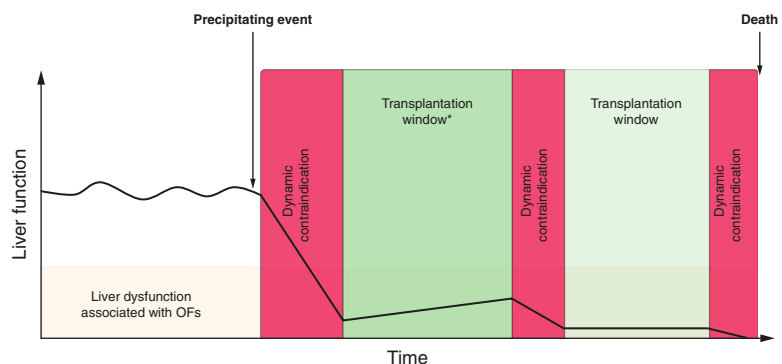 Precipitating event
Death
Transplantation
window*
Transplantation
window
Dynamic
contraindication
Dynamic
contraindication
Dynamic
contraindication
Liver function
Liver dysfunction
associated with OFs
Time